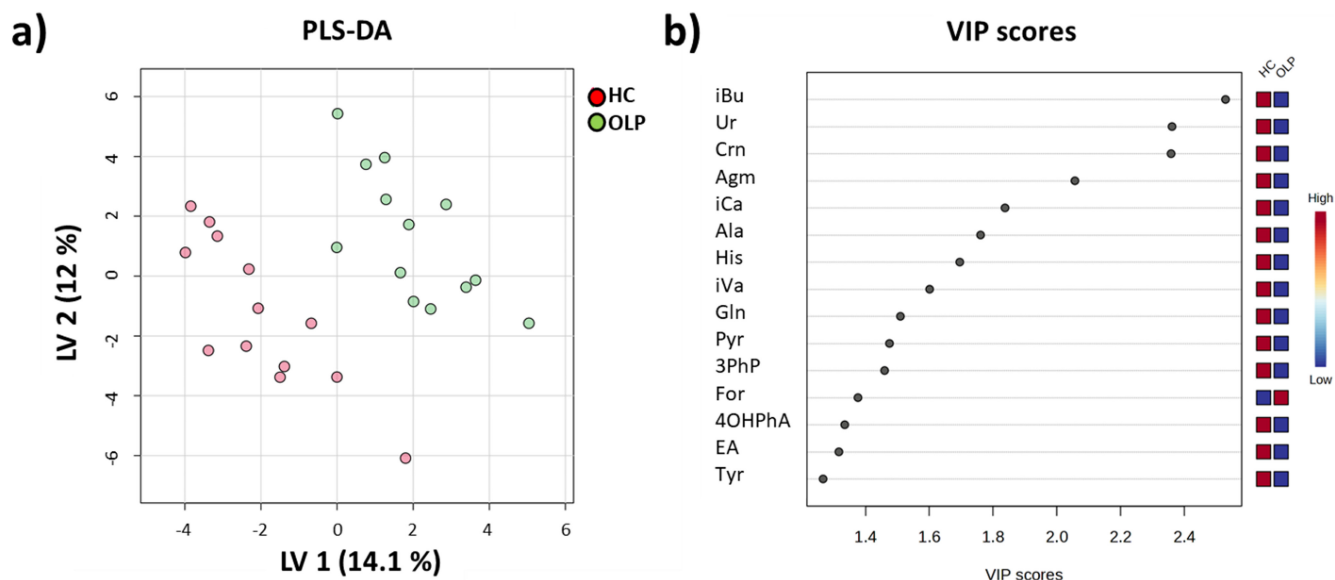 a)
PLS-DA
HC
OLP
6
4
2
0
-2
-4
-6
LV 2 (12 %)
-4 -2 0 2 4 6
LV 1 (14.1 %)
b)
VIP scores
HC OLP
iBu
Ur
Crn
Agm
iCa
Ala
His
iVa
Gln
Pyr
3PhP
For
4OHPhA
EA
Tyr
High
Low
1.4 1.6 1.8 2.0 2.2 2.4
VIP scores